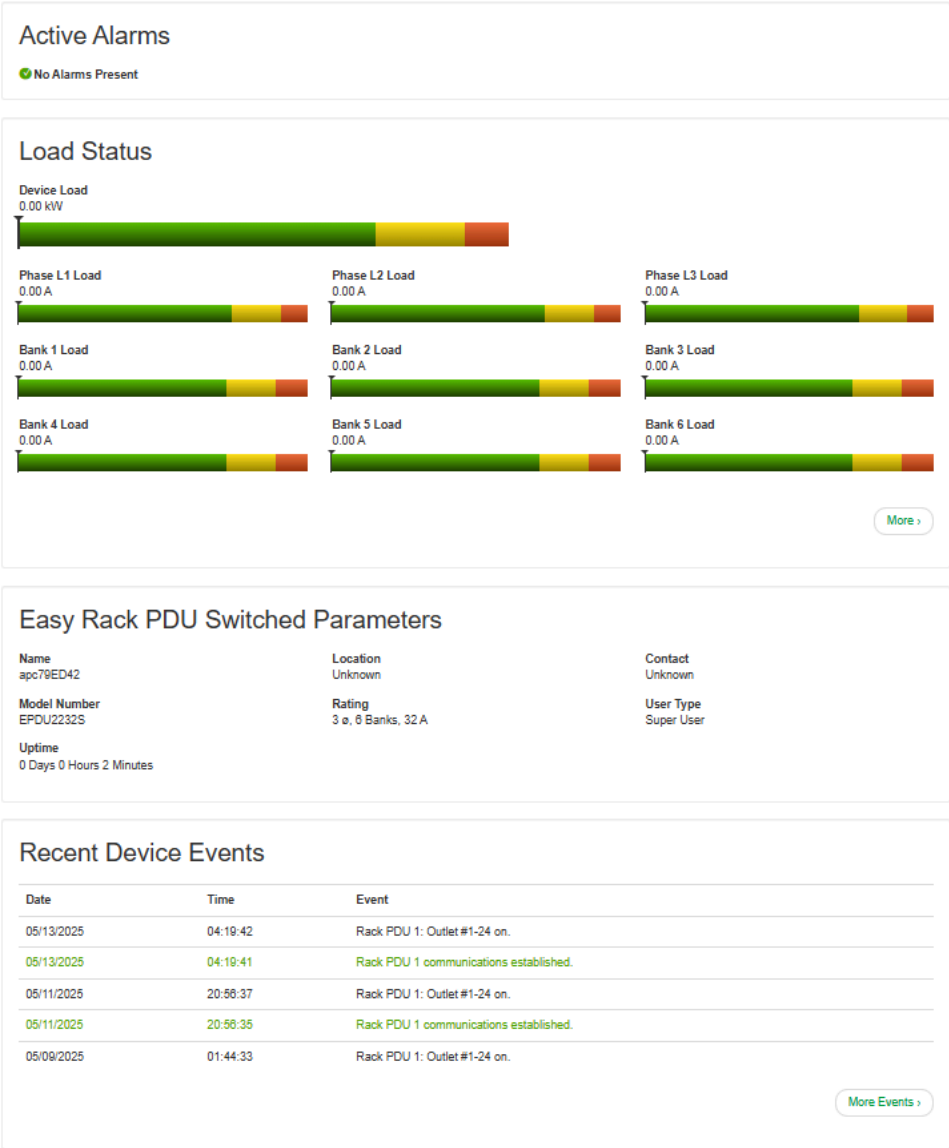 Active Alarms
No Alarms Present
Load Status
Device Load
0.00 kW
Phase L1 Load
0.00 A
Phase L2 Load
0.00 A
Phase L3 Load
0.00 A
Bank 1 Load
0.00 A
Bank 2 Load
0.00 A
Bank 3 Load
0.00 A
Bank 4 Load
0.00 A
Bank 5 Load
0.00 A
Bank 6 Load
0.00 A
More ›
Easy Rack PDU Switched Parameters
Name
apc79ED42
Location
Unknown
Contact
Unknown
Model Number
EPDU2232S
Rating
3 ø, 6 Banks, 32 A
User Type
Super User
Uptime
0 Days 0 Hours 2 Minutes
Recent Device Events
Date Time Event
05/13/2025 04:19:42 Rack PDU 1: Outlet #1-24 on.
05/13/2025 04:19:41 Rack PDU 1 communications established.
05/11/2025 20:56:37 Rack PDU 1: Outlet #1-24 on.
05/11/2025 20:56:35 Rack PDU 1 communications established.
05/09/2025 01:44:33 Rack PDU 1: Outlet #1-24 on.
More Events ›